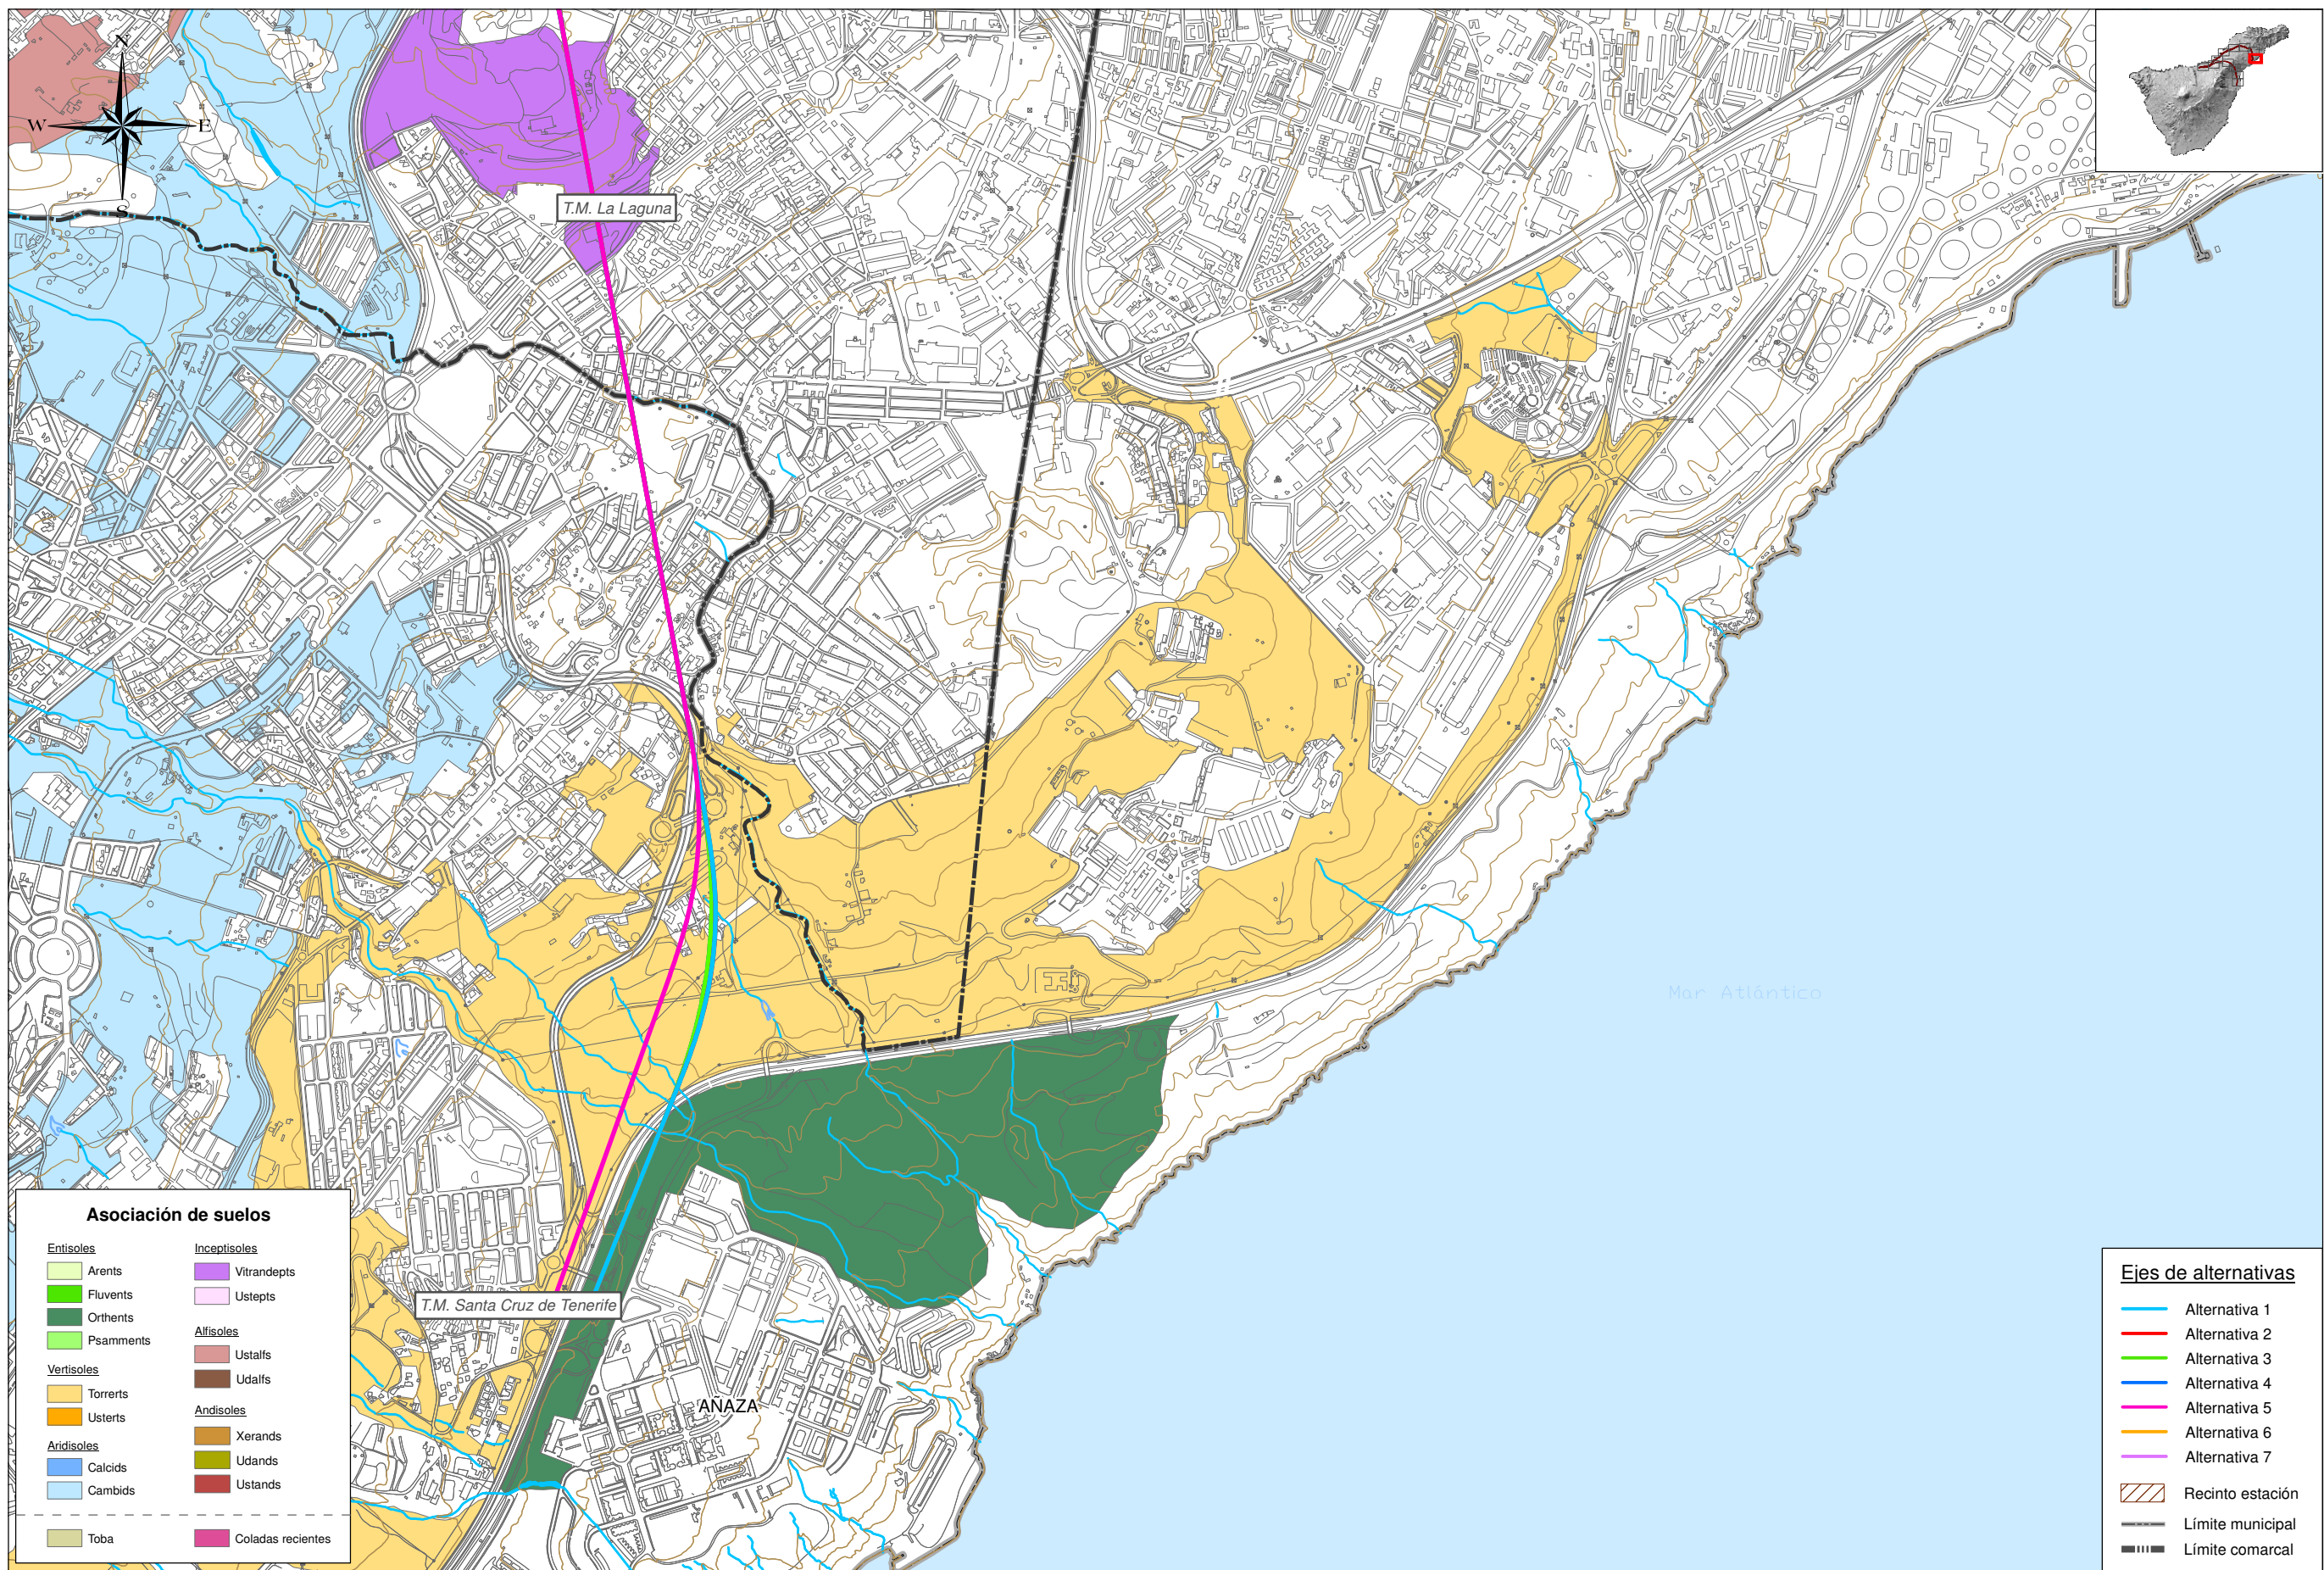 N
W
E
S
T.M. La Laguna
Mar Atlántico
T.M. Santa Cruz de Tenerife
AÑAZA
Asociación de suelos
Entisoles
Arents
Fluvents
Orthents
Psamments
Vertisoles
Torrerts
Usterts
Aridisoles
Calcids
Cambids
Toba
Inceptisoles
Vitrandepts
Ustepts
Alfisoles
Ustalfs
Udalfs
Andisoles
Xerands
Udands
Ustands
Coladas recientes
Ejes de alternativas
Alternativa 1
Alternativa 2
Alternativa 3
Alternativa 4
Alternativa 5
Alternativa 6
Alternativa 7
Recinto estación
Límite municipal
Límite comarcal